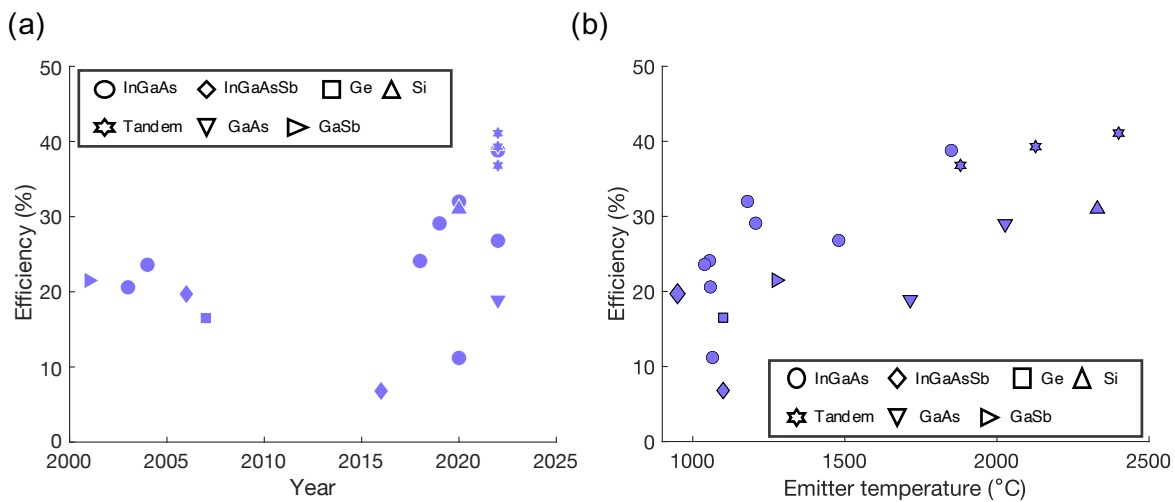 (a)
50
40
30
20
10
0
Efficiency (%)
InGaAs InGaAsSb Ge Si
Tandem GaAs GaSb
2000 2005 2010 2015 2020 2025
Year
(b)
50
40
30
20
10
0
Efficiency (%)
InGaAs InGaAsSb Ge Si
Tandem GaAs GaSb
1000 1500 2000 2500
Emitter temperature (°C)